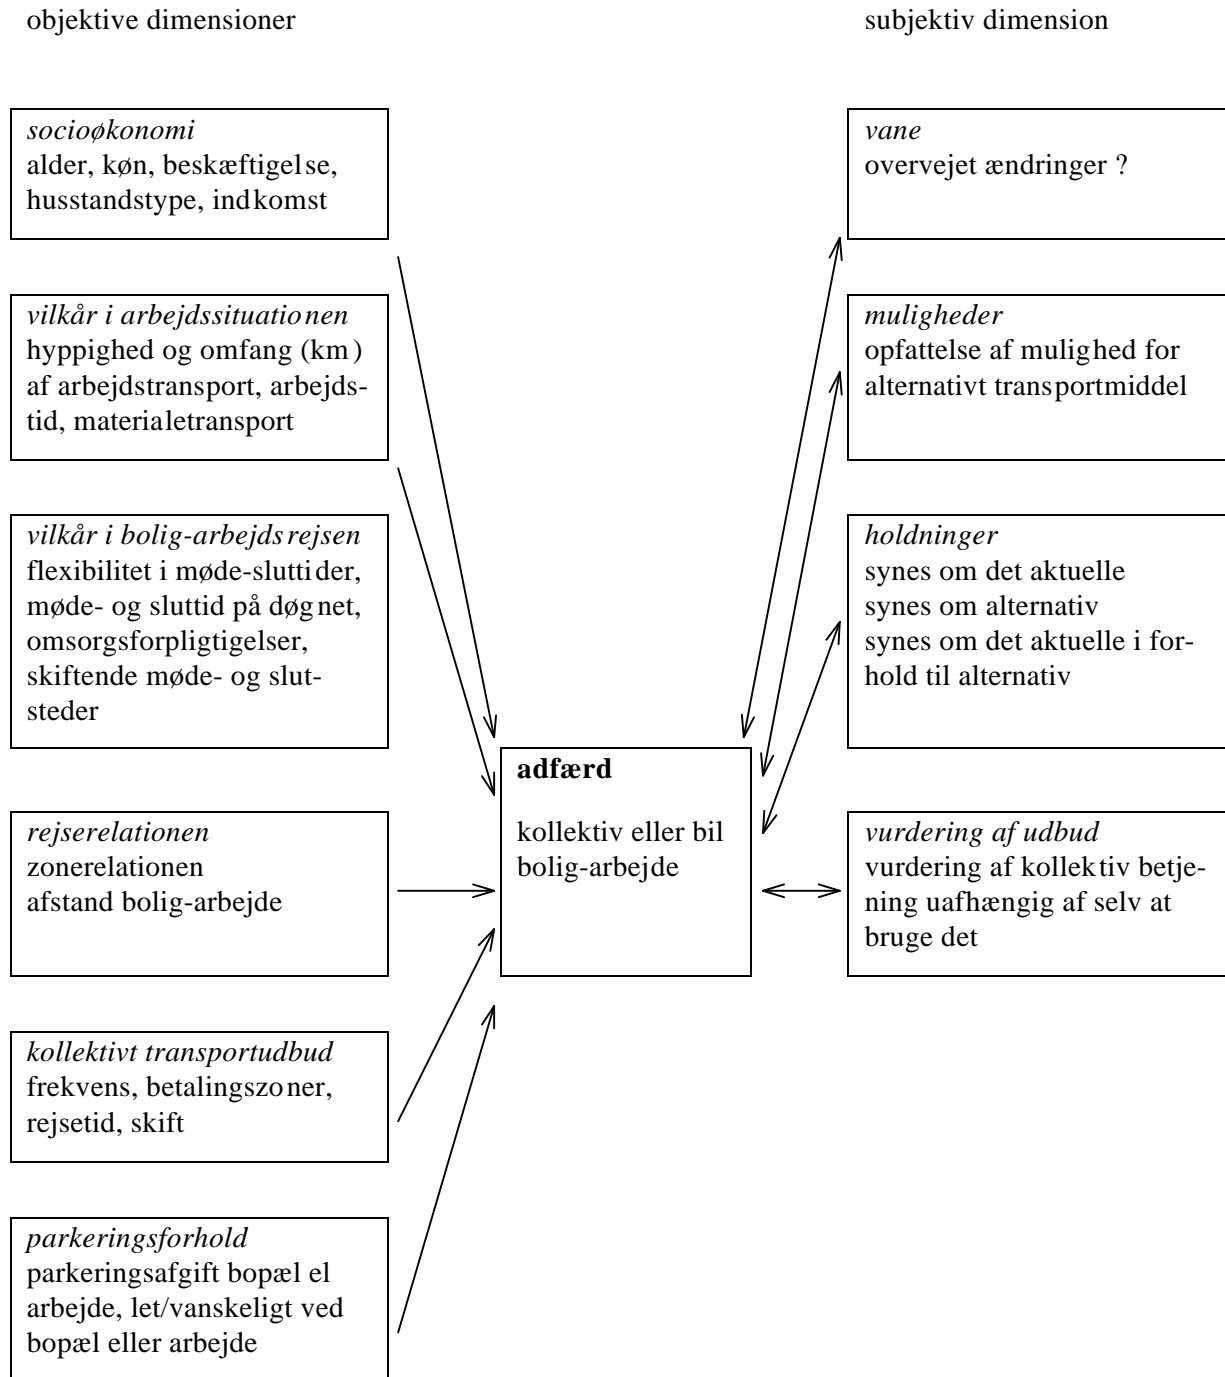 objektive dimensioner
subjektiv dimension
socioøkonomi
alder, køn, beskæftigelse,
husstandstype, indkomst
vilkår i arbejdssituationen
hyppighed og omfang (km)
af arbejdstransport, arbejds-
tid, materialetransport
vilkår i bolig-arbejdsrejsen
flexibilitet i møde-sluttider,
møde- og sluttid på døgnet,
omsorgsforpligtigelser,
skiftende møde- og slut-
steder
rejserelationen
zonerelationen
afstand bolig-arbejde
kollektivt transportudbud
frekvens, betalingszoner,
rejsetid, skift
parkeringsforhold
parkeringsafgift bopæl el
arbejde, let/vanskeligt ved
bopæl eller arbejde
adfærd
kollektiv eller bil
bolig-arbejde
vane
overvejet ændringer ?
muligheder
opfattelse af mulighed for
alternativt transportmiddel
holdninger
synes om det aktuelle
synes om alternativ
synes om det aktuelle i for-
hold til alternativ
vurdering af udbud
vurdering af kollektiv betje-
ning uafhængig af selv at
bruge det